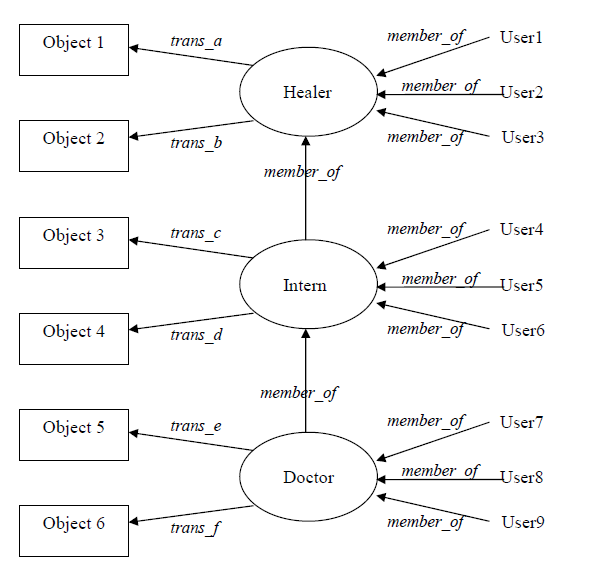 Object 1
trans_a
member_of
User1
Healer
member_of
User2
Object 2
trans_b
member_of
User3
member_of
Object 3
trans_c
member_of
User4
Intern
member_of
User5
Object 4
trans_d
member_of
User6
member_of
Object 5
trans_e
member_of
User7
Doctor
member_of
User8
Object 6
trans_f
member_of
User9